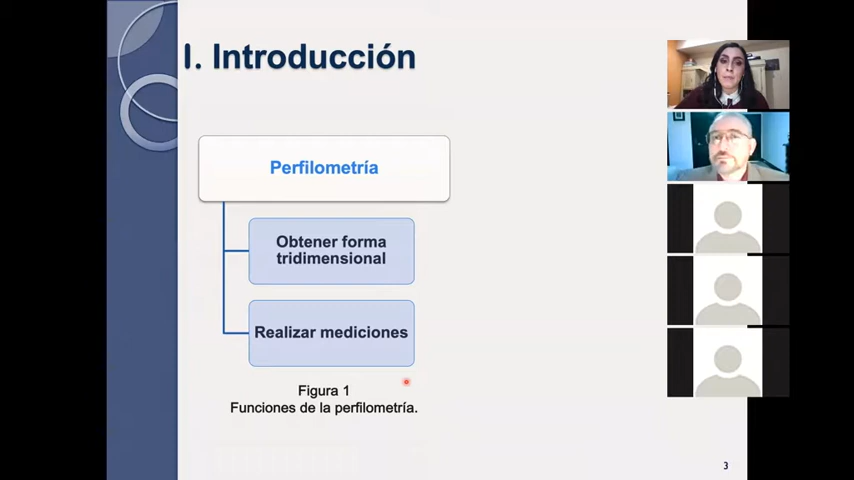 I. Introducción
Perfilometría
Obtener forma
tridimensional
Realizar mediciones
Figura 1
Funciones de la perfilometría.
3